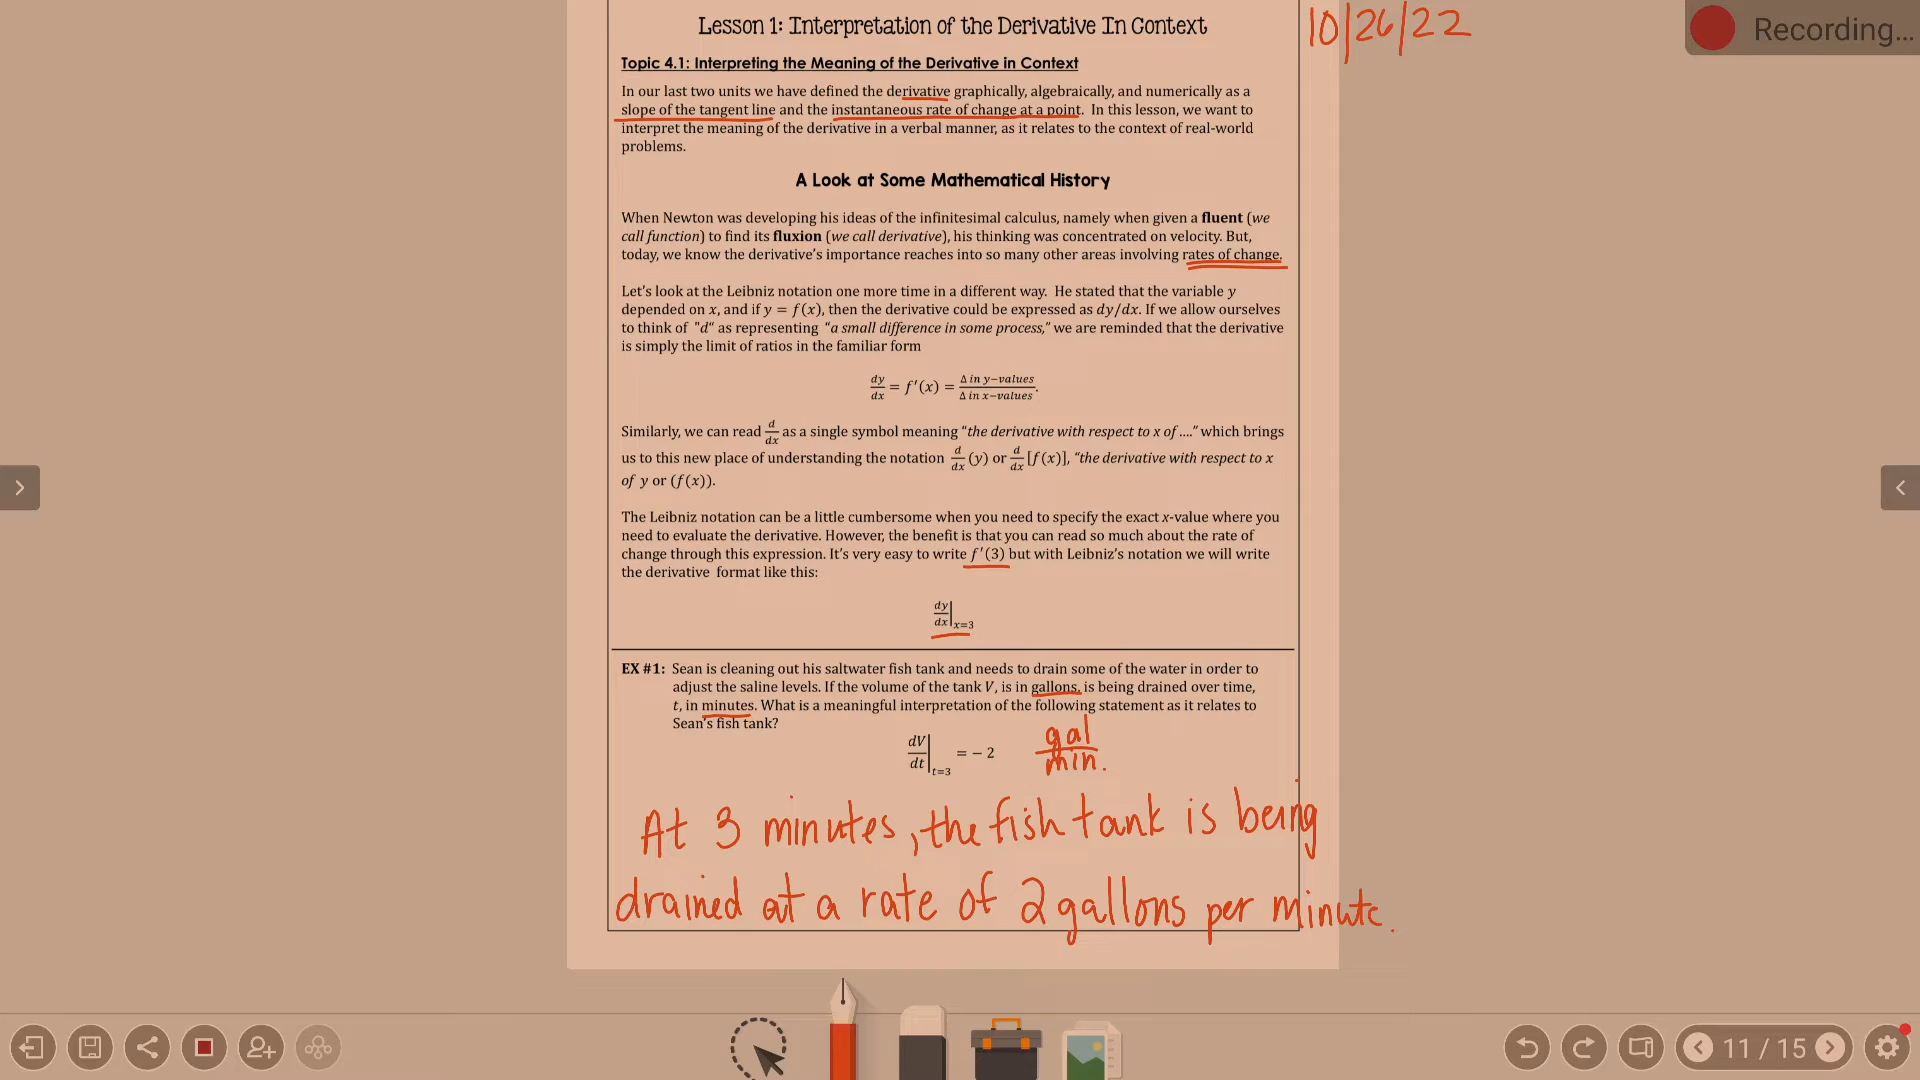 Lesson 1: Interpretation of the Derivative In Context
10/26/22
Recording...
Topic 4.1: Interpreting the Meaning of the Derivative in Context
In our last two units we have defined the derivative graphically, algebraically, and numerically as a
slope of the tangent line and the instantaneous rate of change at a point. In this lesson, we want to
interpret the meaning of the derivative in a verbal manner, as it relates to the context of real-world
problems.
A Look at Some Mathematical History
When Newton was developing his ideas of the infinitesimal calculus, namely when given a fluent (we
call function) to find its fluxion (we call derivative), his thinking was concentrated on velocity. But,
today, we know the derivative's importance reaches into so many other areas involving rates of change.
Let's look at the Leibniz notation one more time in a different way. He stated that the variable y
depended on x, and if y = f(x), then the derivative could be expressed as dy/dx. If we allow ourselves
to think of "d" as representing "a small difference in some process," we are reminded that the derivative
is simply the limit of ratios in the familiar form
dy/dx = f'(x) = Δ in y−values/Δ in x−values.
Similarly, we can read d/dx as a single symbol meaning "the derivative with respect to x of ...." which brings
us to this new place of understanding the notation d/dx (y) or d/dx [f(x)], "the derivative with respect to x
of y or (f(x)).
The Leibniz notation can be a little cumbersome when you need to specify the exact x-value where you
need to evaluate the derivative. However, the benefit is that you can read so much about the rate of
change through this expression. It's very easy to write f'(3) but with Leibniz's notation we will write
the derivative format like this:
dy/dx|x=3
EX #1: Sean is cleaning out his saltwater fish tank and needs to drain some of the water in order to
adjust the saline levels. If the volume of the tank V, is in gallons, is being drained over time,
t, in minutes. What is a meaningful interpretation of the following statement as it relates to
Sean's fish tank?
dV/dt|t=3 = − 2 gal/min.
At 3 minutes, the fish tank is being
drained at a rate of 2 gallons per minute.
11 / 15